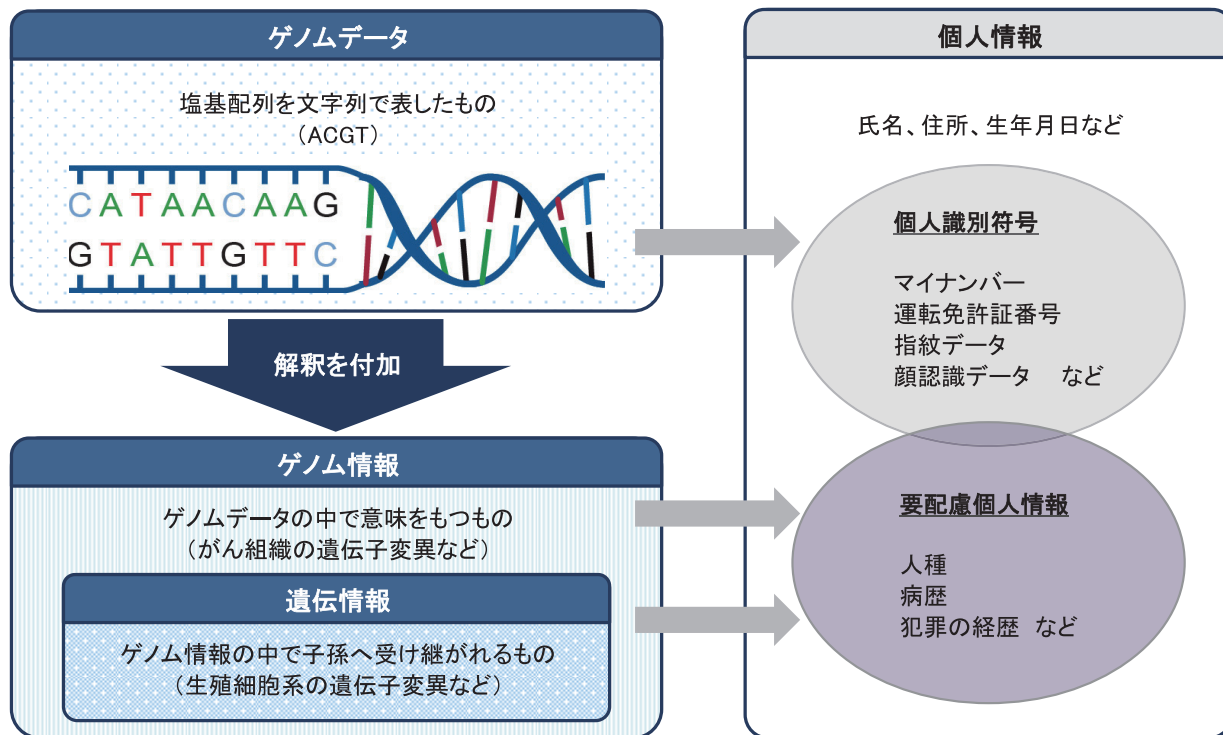 ゲノムデータ
塩基配列を文字列で表したもの
（ACGT）
CATAACAAG
GTATTGTTC
解釈を付加
ゲノム情報
ゲノムデータの中で意味をもつもの
（がん組織の遺伝子変異など）
遺伝情報
ゲノム情報の中で子孫へ受け継がれるもの
（生殖細胞系の遺伝子変異など）
個人情報
氏名、住所、生年月日など
個人識別符号
マイナンバー
運転免許証番号
指紋データ
顔認識データ　など
要配慮個人情報
人種
病歴
犯罪の経歴 など